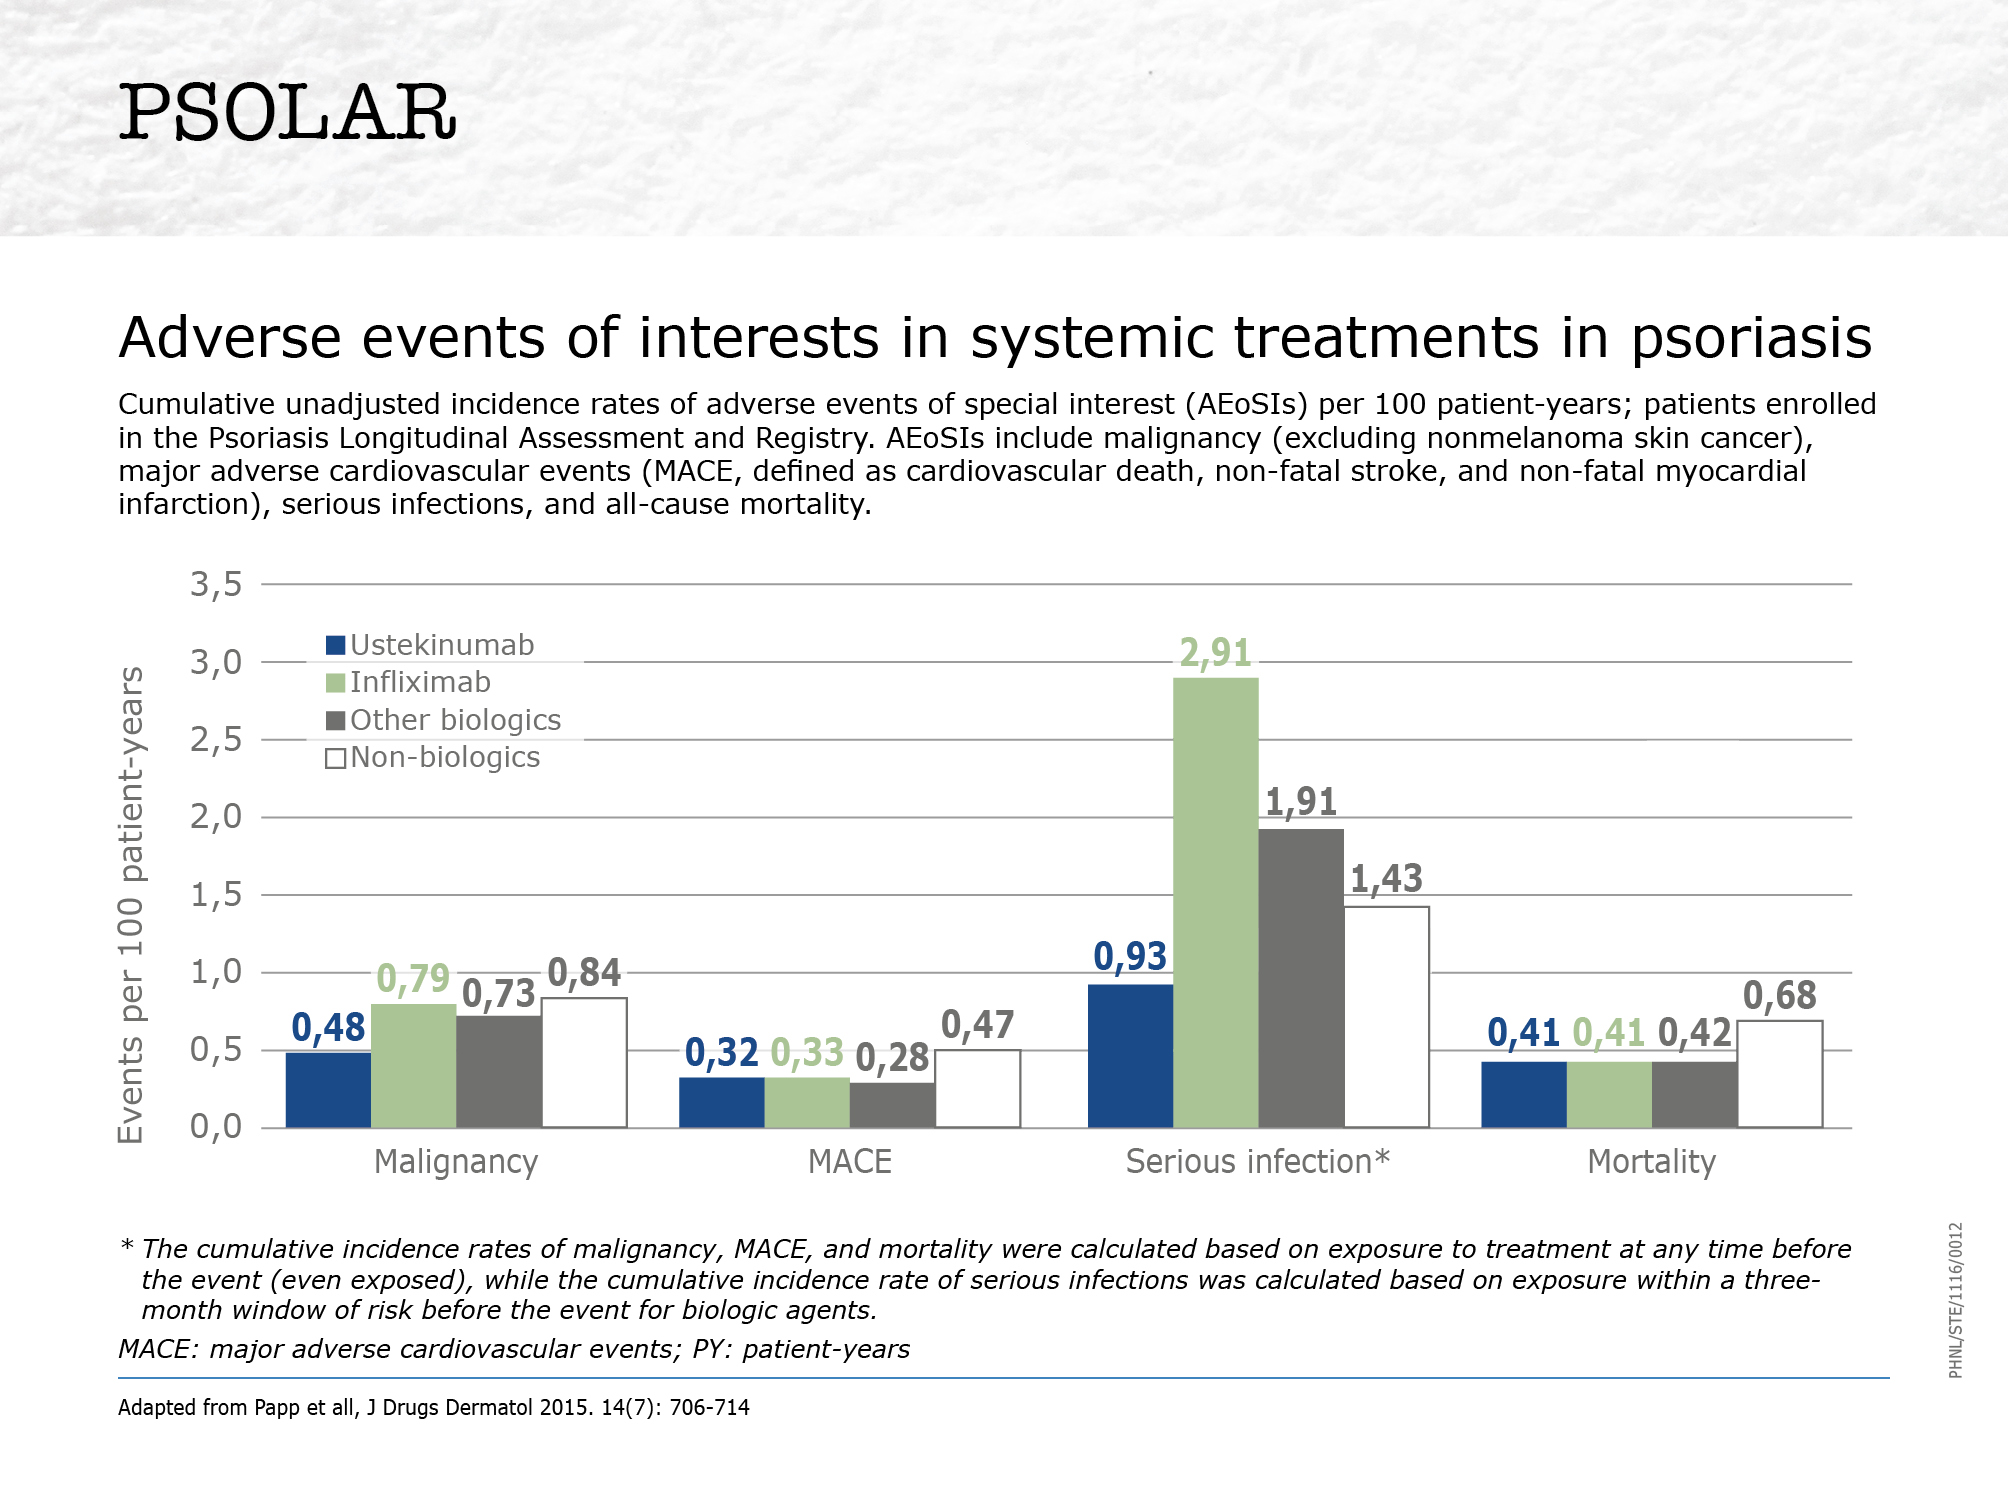 PSOLAR
Adverse events of interests in systemic treatments in psoriasis
Cumulative unadjusted incidence rates of adverse events of special interest (AEoSIs) per 100 patient-years; patients enrolled
in the Psoriasis Longitudinal Assessment and Registry. AEoSIs include malignancy (excluding nonmelanoma skin cancer),
major adverse cardiovascular events (MACE, defined as cardiovascular death, non-fatal stroke, and non-fatal myocardial
infarction), serious infections, and all-cause mortality.
Events per 100 patient-years
3,5
3,0
2,5
2,0
1,5
1,0
0,5
0,0
Ustekinumab
Infliximab
Other biologics
Non-biologics
0,48
0,79
0,73
0,84
0,32
0,33
0,28
0,47
0,93
2,91
1,91
1,43
0,41
0,41
0,42
0,68
Malignancy
MACE
Serious infection*
Mortality
* The cumulative incidence rates of malignancy, MACE, and mortality were calculated based on exposure to treatment at any time before
the event (even exposed), while the cumulative incidence rate of serious infections was calculated based on exposure within a three-
month window of risk before the event for biologic agents.
MACE: major adverse cardiovascular events; PY: patient-years
Adapted from Papp et all, J Drugs Dermatol 2015. 14(7): 706-714
PHNL/STE/1116/0012